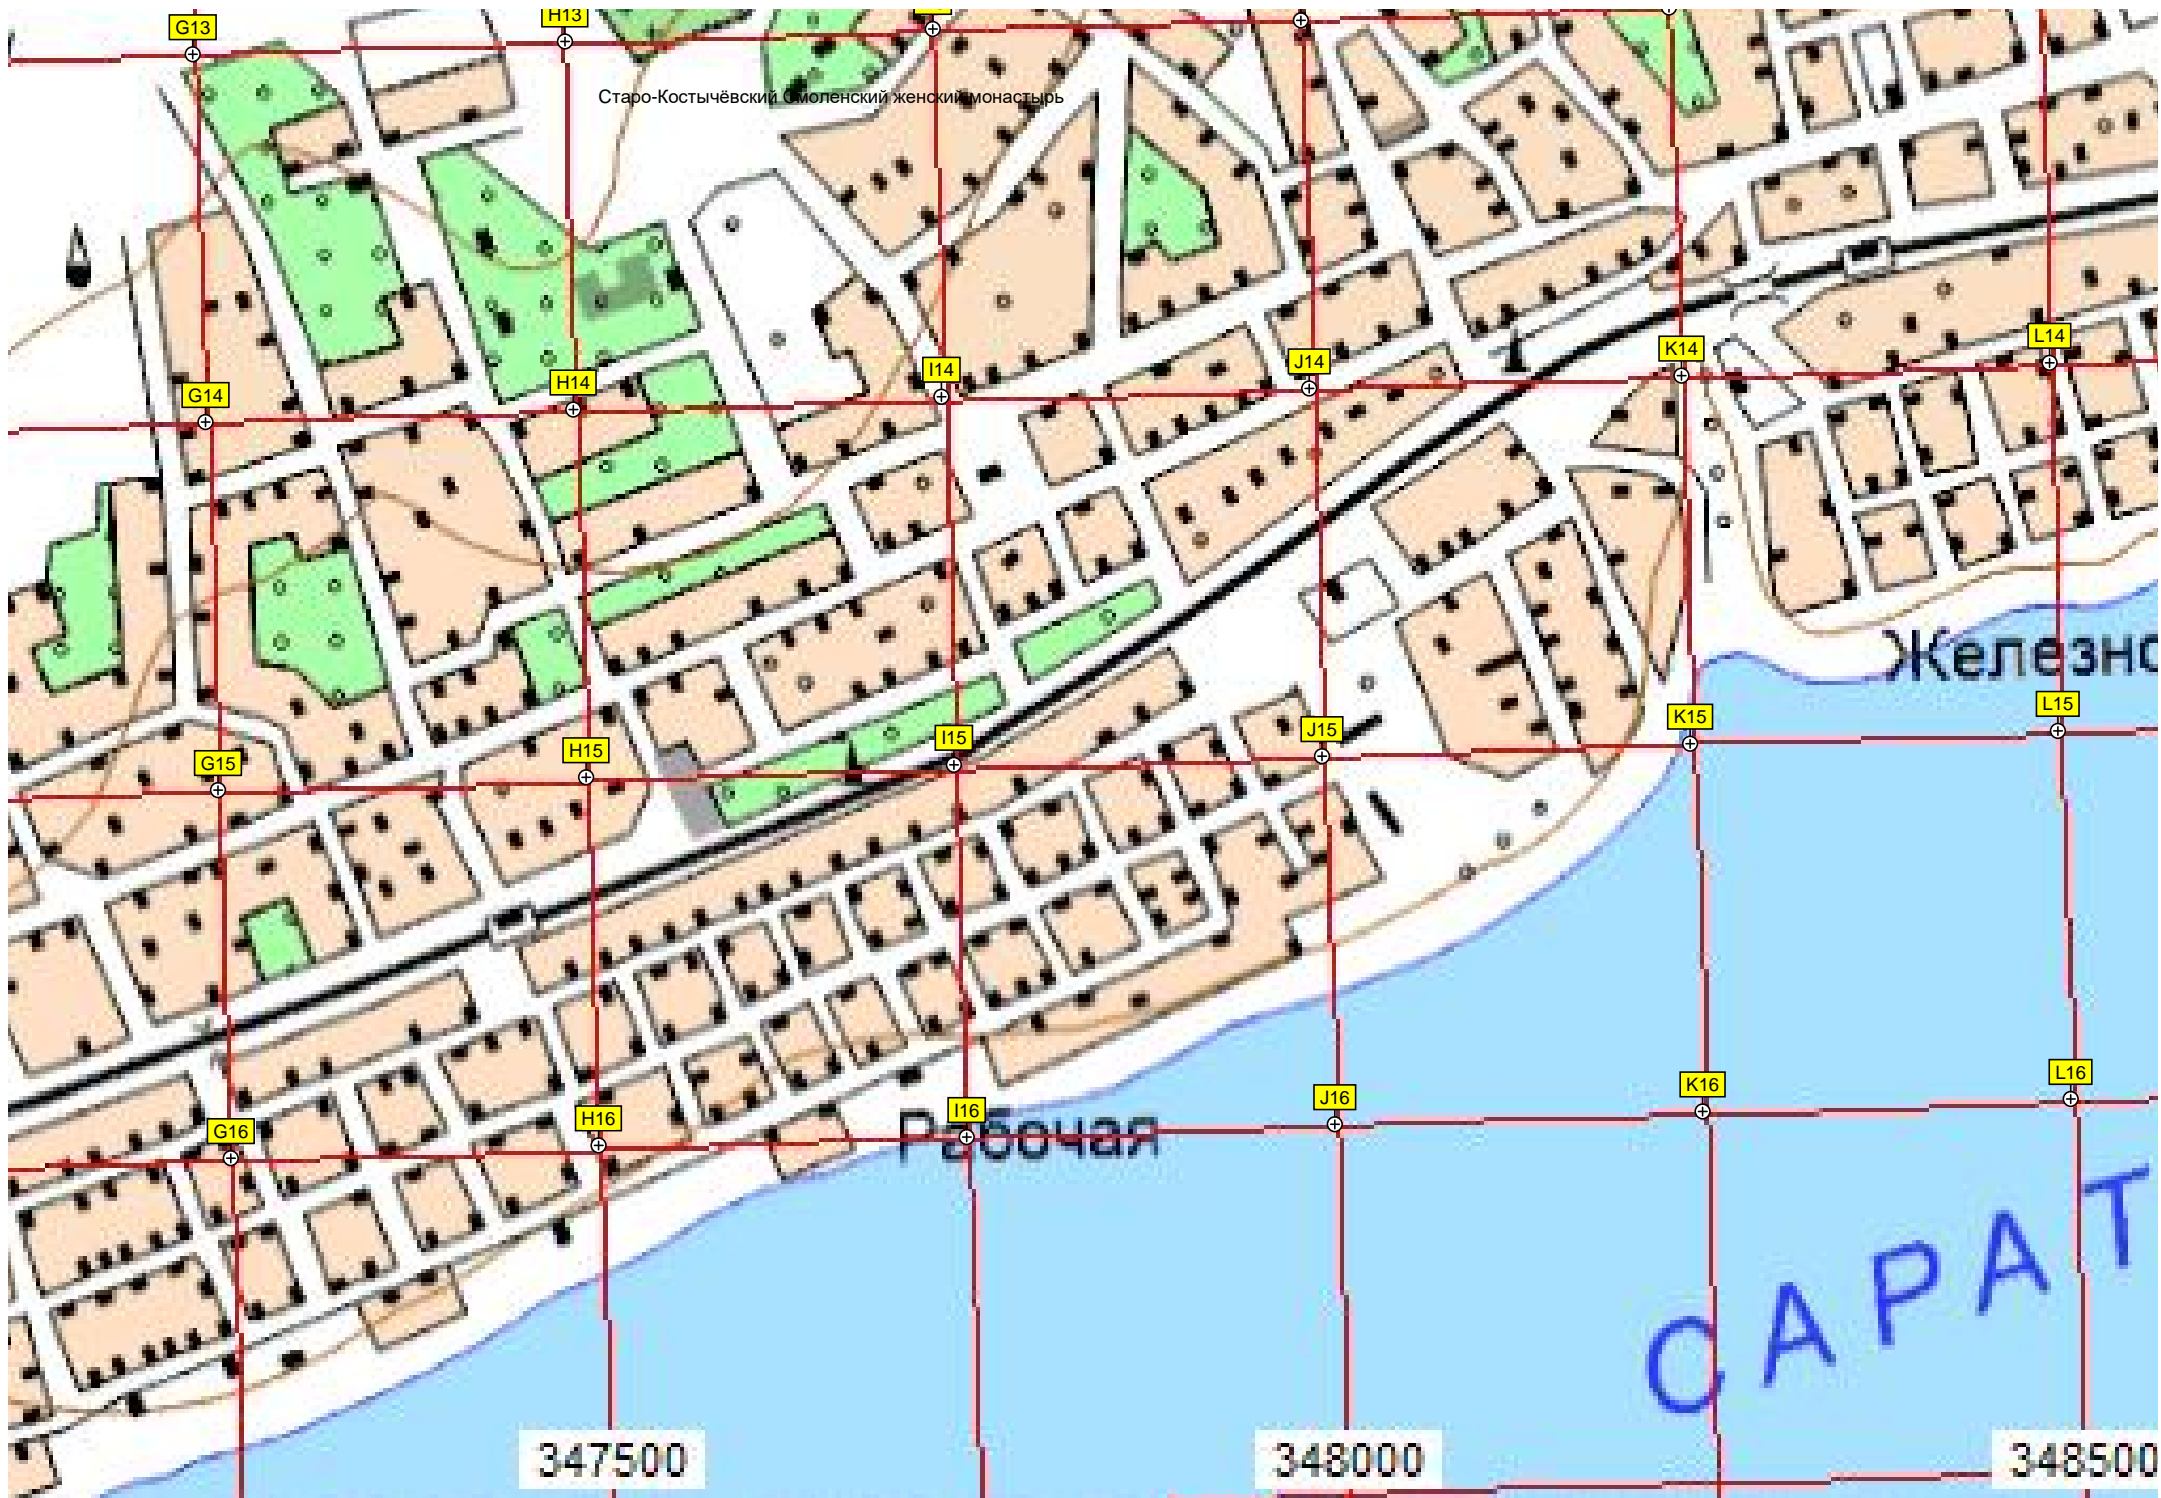 G13
H13
Старо-Костычёвский Смоленский женский монастырь
G14
H14
I14
J14
K14
L14
Железно
G15
H15
I15
J15
K15
L15
G16
H16
I16
J16
K16
L16
Рабочая
САРАТ
347500
348000
348500